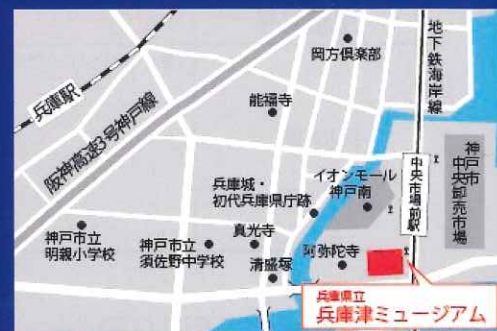 岡方倶楽部
地下鉄海岸線
兵庫駅
阪神高速3号神戸線
能福寺
兵庫城・
初代兵庫県庁跡
イオンモール
神戸南
中央市場前駅
神戸市
中央卸売市場
神戸市立
明親小学校
神戸市立
須佐野中学校
真光寺
清盛塚
阿弥陀寺
兵庫県立
兵庫津ミュージアム